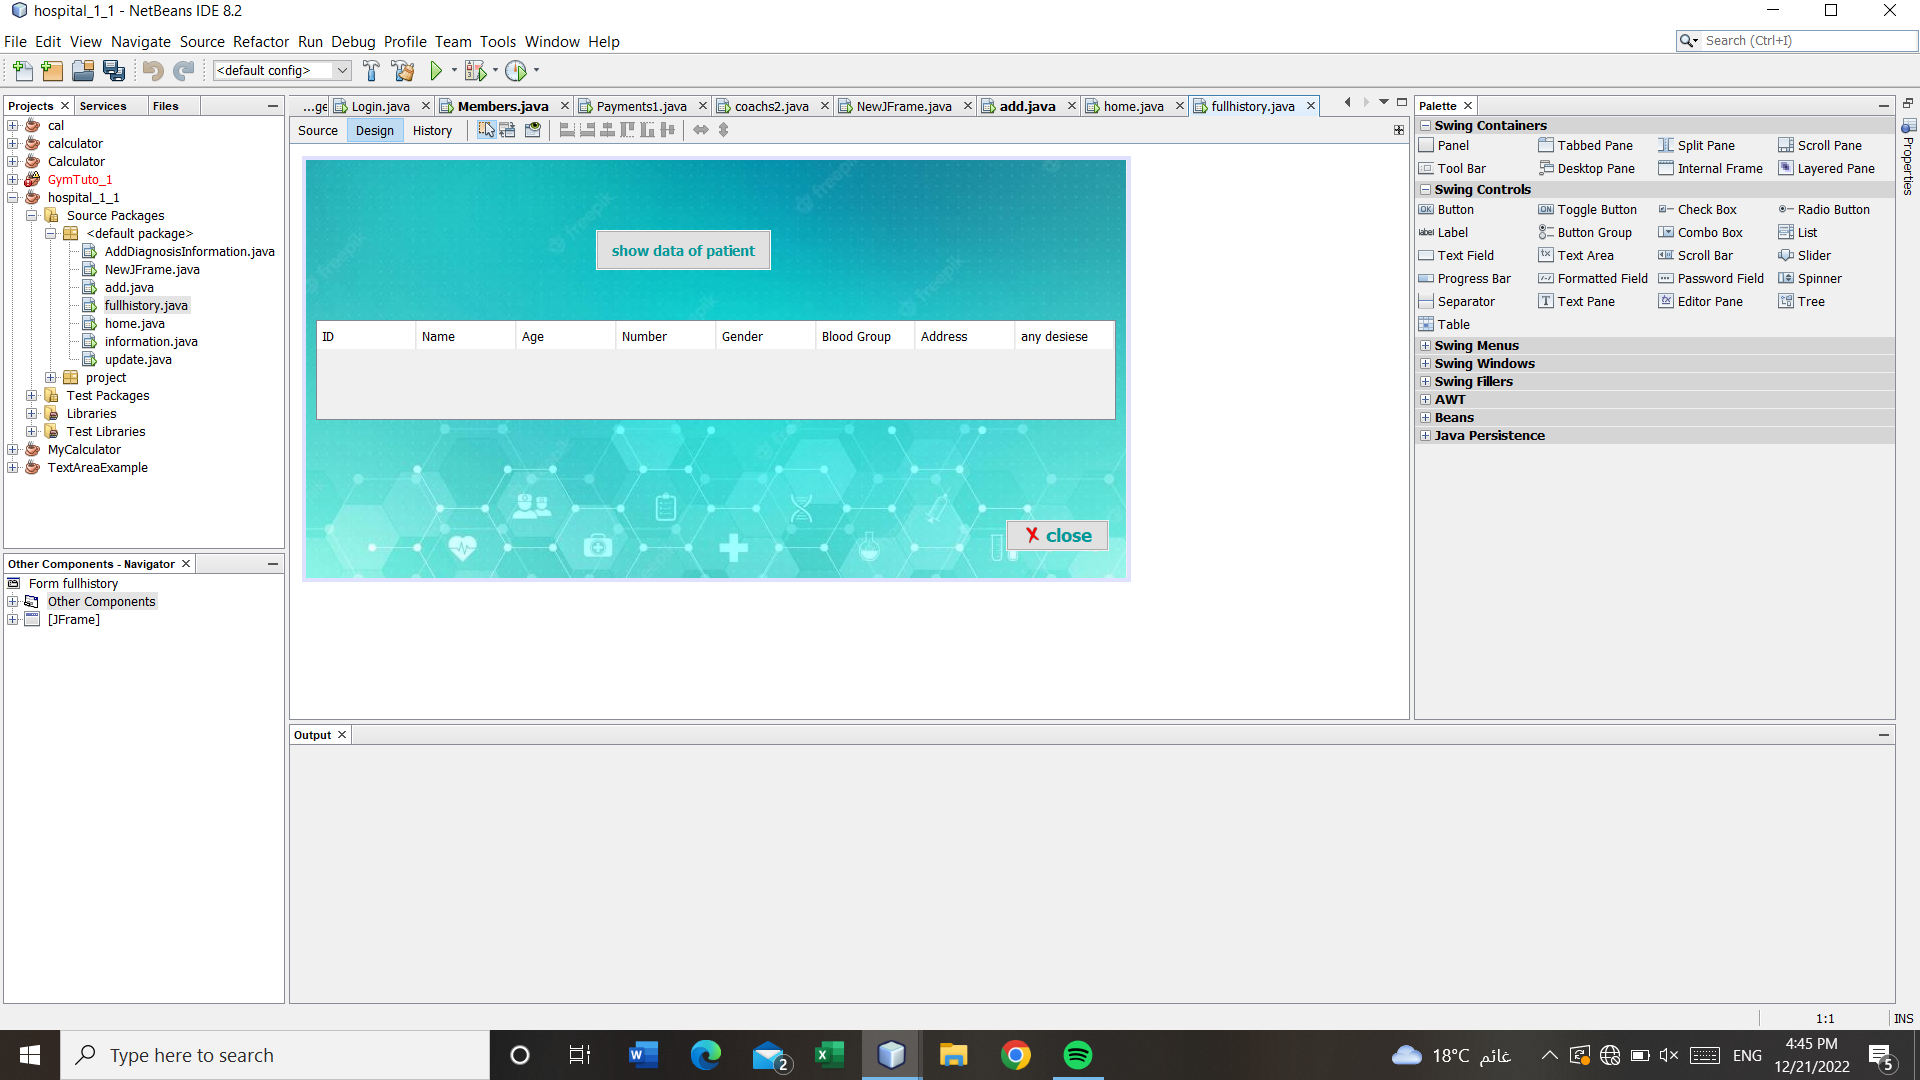 hospital_1_1 - NetBeans IDE 8.2
File Edit View Navigate Source Refactor Run Debug Profile Team Tools Window Help
Search (Ctrl+I)
<default config>
Projects Services Files
cal
calculator
Calculator
GymTuto_1
hospital_1_1
Source Packages
<default package>
AddDiagnosisInformation.java
NewJFrame.java
add.java
fullhistory.java
home.java
information.java
update.java
project
Test Packages
Libraries
Test Libraries
MyCalculator
TextAreaExample
Other Components - Navigator
Form fullhistory
Other Components
[JFrame]
...ge Login.java Members.java Payments1.java coachs2.java NewJFrame.java add.java home.java fullhistory.java
Source Design History
show data of patient
ID Name Age Number Gender Blood Group Address any desiese
close
freepik
Output
Palette
Swing Containers
Panel Tabbed Pane Split Pane Scroll Pane
Tool Bar Desktop Pane Internal Frame Layered Pane
Swing Controls
Button Toggle Button Check Box Radio Button
Label Button Group Combo Box List
Text Field Text Area Scroll Bar Slider
Progress Bar Formatted Field Password Field Spinner
Separator Text Pane Editor Pane Tree
Table
Swing Menus
Swing Windows
Swing Fillers
AWT
Beans
Java Persistence
Properties
1:1 INS
Type here to search
2
18°C غائم
ENG
4:45 PM
12/21/2022
5